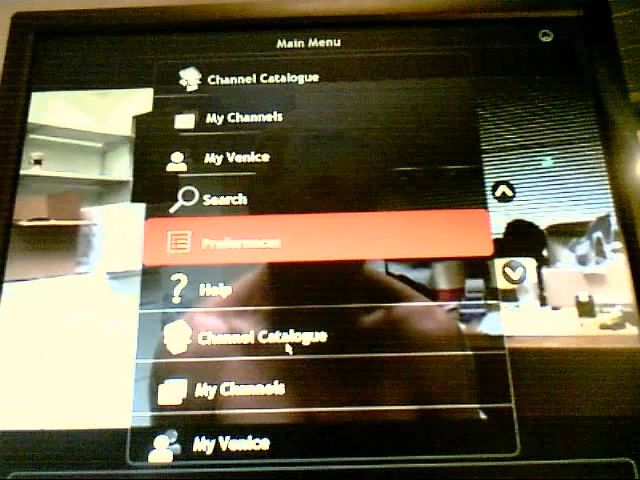 Main Menu
Channel Catalogue
My Channels
My Venice
Search
Preferences
Help
Channel Catalogue
My Channels
My Venice